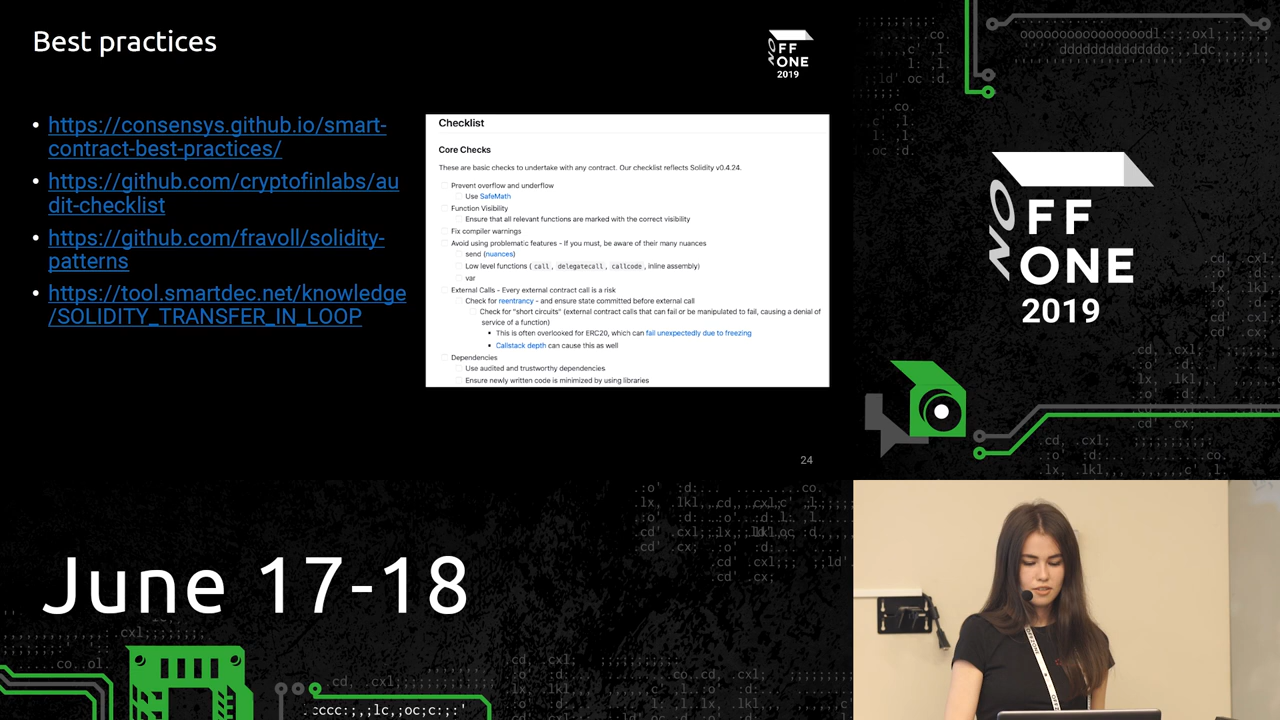 Best practices
OFF
ONE
2019
https://consensys.github.io/smart-
contract-best-practices/
https://github.com/cryptofinlabs/au
dit-checklist
https://github.com/fravoll/solidity-
patterns
https://tool.smartdec.net/knowledge
/SOLIDITY_TRANSFER_IN_LOOP
Checklist
Core Checks
These are basic checks to undertake with any contract. Our checklist reflects Solidity v0.4.24.
Prevent overflow and underflow
Use SafeMath
Function Visibility
Ensure that all relevant functions are marked with the correct visibility
Fix compiler warnings
Avoid using problematic features - If you must, be aware of their many nuances
send (nuances)
Low level functions ( call , delegatecall , callcode , inline assembly)
var
External Calls - Every external contract call is a risk
Check for reentrancy - and ensure state committed before external call
Check for "short circuits" (external contract calls that can fail or be manipulated to fail, causing a denial of
service of a function)
This is often overlooked for ERC20, which can fail unexpectedly due to freezing
Callstack depth can cause this as well
Dependencies
Use audited and trustworthy dependencies
Ensure newly written code is minimized by using libraries
24
NO
OFF
ONE
2019
June 17-18